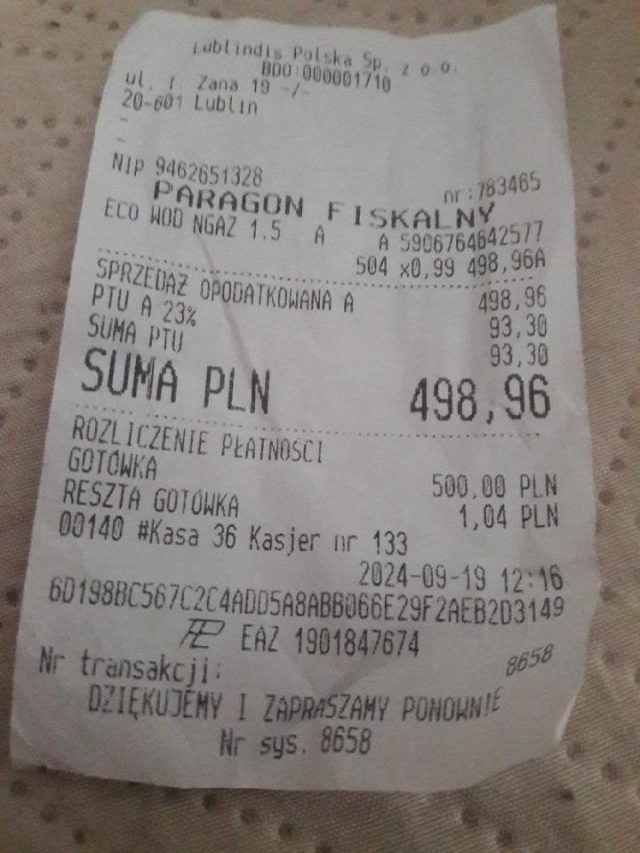 Lublindis Polska Sp. z o.o.
BDO:000001710
ul. T. Zana 19 -/-
20-601 Lublin
-
-
NIP 9462651328
nr:783465
PARAGON FISKALNY
ECO WOD NGAZ 1.5 A A 5906764642577
504 x0,99 498,96A
SPRZEDAŻ OPODATKOWANA A 498,96
PTU A 23% 93,30
SUMA PTU 93,30
SUMA PLN 498,96
ROZLICZENIE PŁATNOŚCI
GOTÓWKA 500,00 PLN
RESZTA GOTÓWKA 1,04 PLN
00140 #Kasa 36 Kasjer nr 133
2024-09-19 12:16
6D198BC567C2C4ADD5A8ABB066E29F2AEB2D3149
EAZ 1901847674
Nr transakcji: 8658
DZIĘKUJEMY I ZAPRASZAMY PONOWNIE
Nr sys. 8658